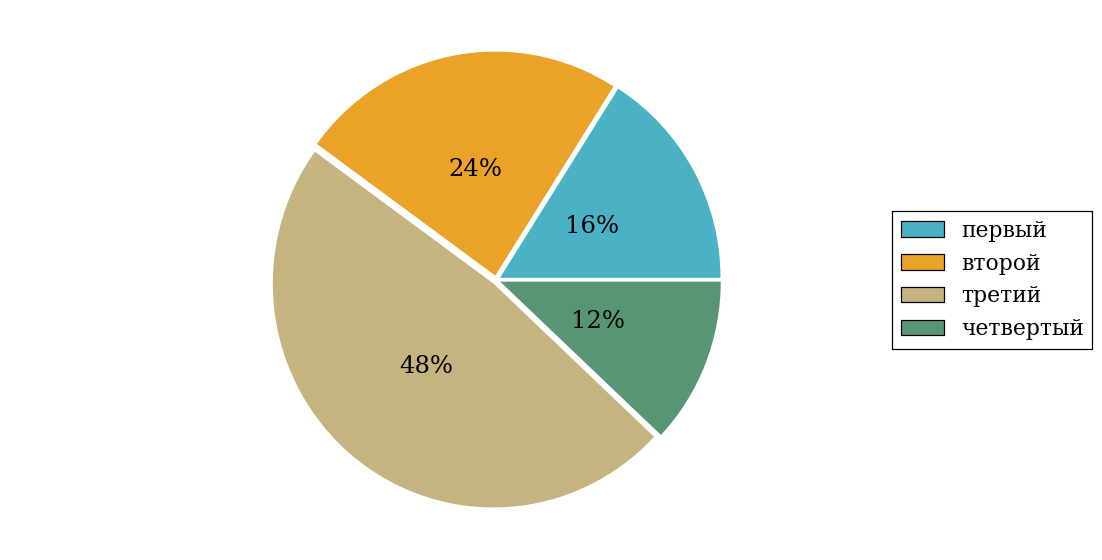 24%
16%
12%
48%
первый
второй
третий
четвертый